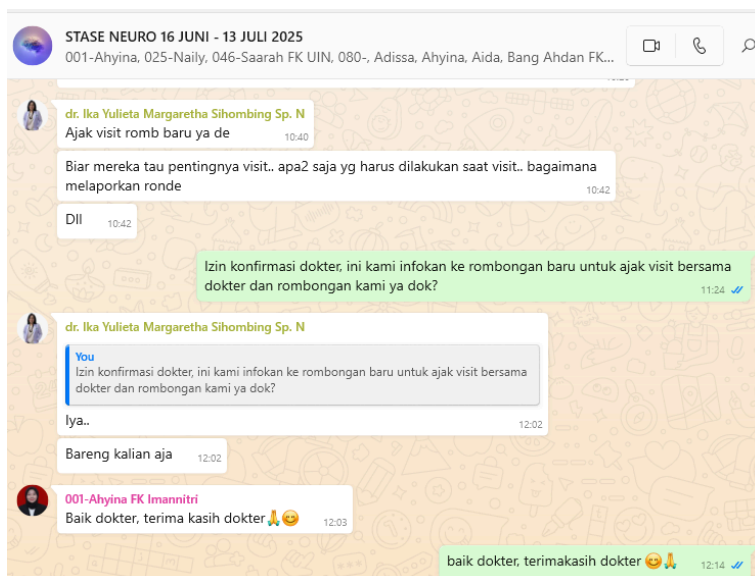 STASE NEURO 16 JUNI - 13 JULI 2025
001-Ahyina, 025-Naily, 046-Saarah FK UIN, 080-, Adissa, Ahyina, Aida, Bang Ahdan FK...
dr. Ika Yulieta Margaretha Sihombing Sp. N
Ajak visit romb baru ya de
10:40
Biar mereka tau pentingnya visit.. apa2 saja yg harus dilakukan saat visit.. bagaimana
melaporkan ronde
10:42
Dll
10:42
Izin konfirmasi dokter, ini kami infokan ke rombongan baru untuk ajak visit bersama
dokter dan rombongan kami ya dok?
11:24
dr. Ika Yulieta Margaretha Sihombing Sp. N
You
Izin konfirmasi dokter, ini kami infokan ke rombongan baru untuk ajak visit bersama
dokter dan rombongan kami ya dok?
Iya..
12:02
Bareng kalian aja
12:02
001-Ahyina FK Imannitri
Baik dokter, terima kasih dokter🙏😊
12:03
baik dokter, terimakasih dokter 😊🙏
12:14